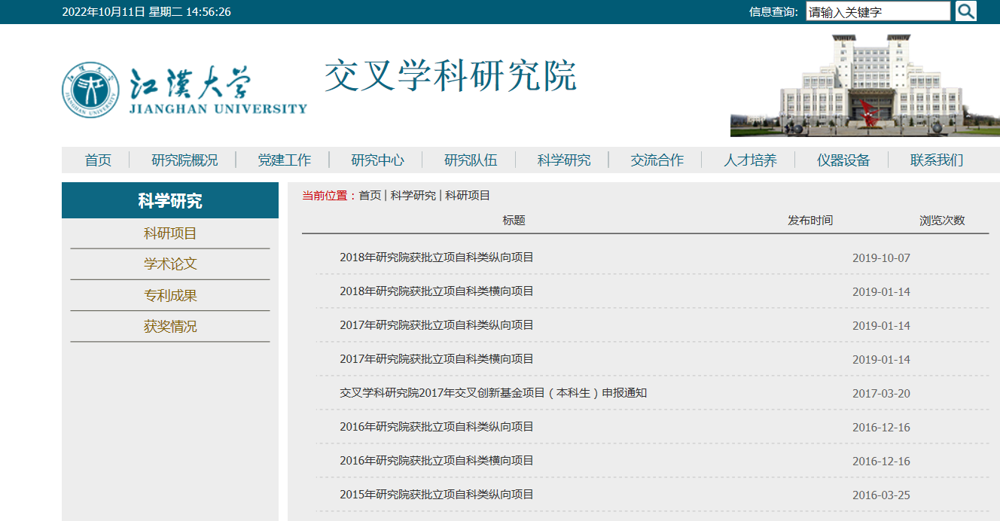 2022年10月11日 星期二 14:56:26 信息查询: 请输入关键字
江漢大学
JIANGHAN UNIVERSITY
交叉学科研究院
首页 研究院概况 党建工作 研究中心 研究队伍 科学研究 交流合作 人才培养 仪器设备 联系我们
科学研究
科研项目
学术论文
专利成果
获奖情况
当前位置：首页 | 科学研究 | 科研项目
标题 发布时间 浏览次数
2018年研究院获批立项自科类纵向项目 2019-10-07
2018年研究院获批立项自科类横向项目 2019-01-14
2017年研究院获批立项自科类纵向项目 2019-01-14
2017年研究院获批立项自科类横向项目 2019-01-14
交叉学科研究院2017年交叉创新基金项目（本科生）申报通知 2017-03-20
2016年研究院获批立项自科类纵向项目 2016-12-16
2016年研究院获批立项自科类横向项目 2016-12-16
2015年研究院获批立项自科类纵向项目 2016-03-25